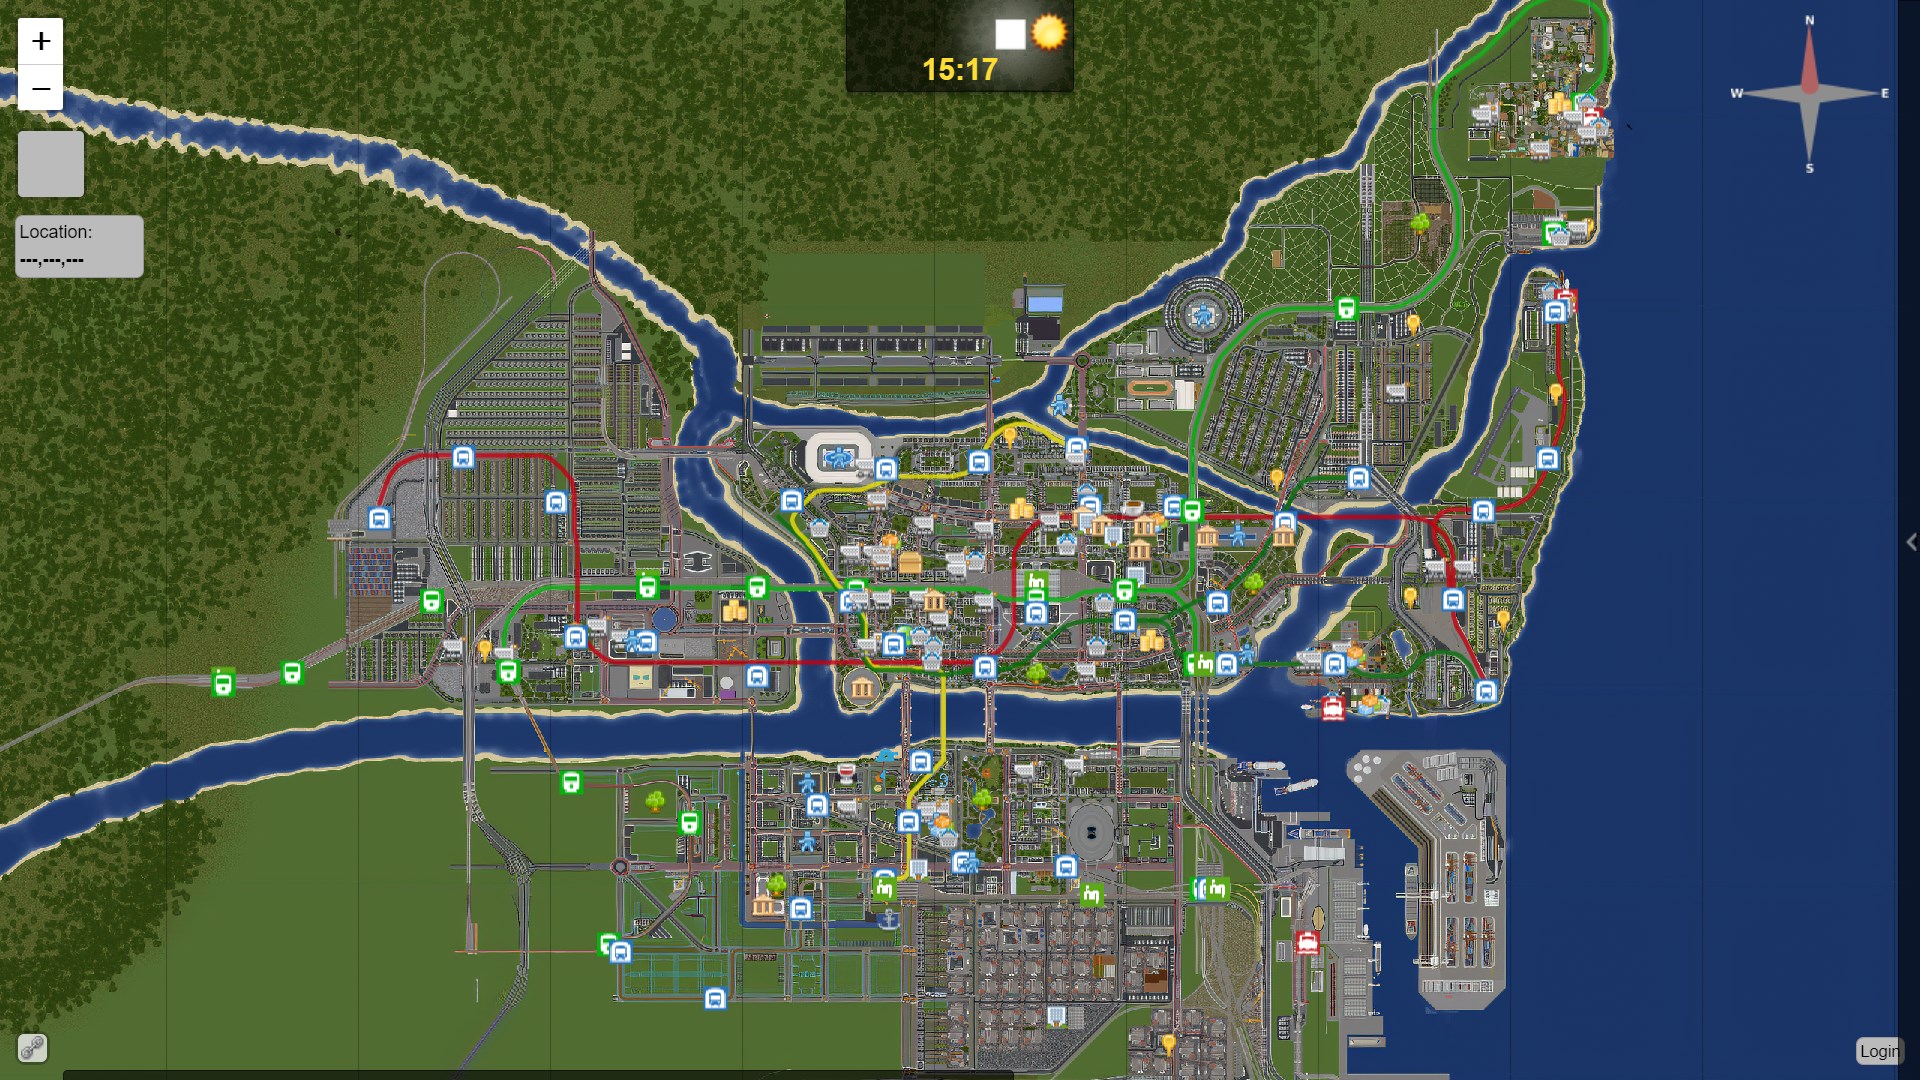 +
−
15:17
N
W
E
S
Location:
---,---,---
Login